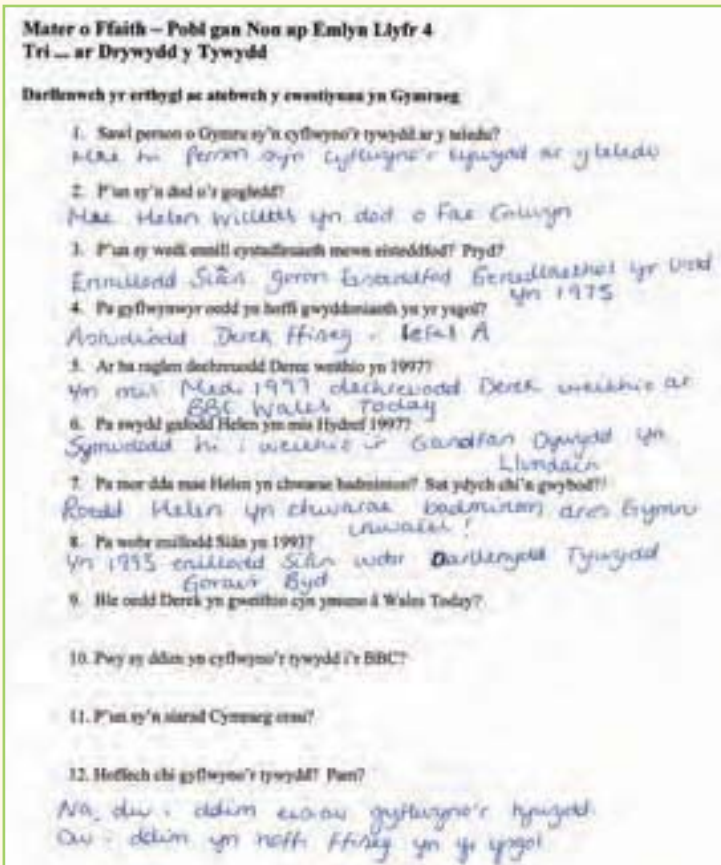 Mater o Ffaith – Pobl gan Non ap Emlyn Llyfr 4
Tri ... ar Drywydd y Tywydd
Darllenwch yr erthygl ac atebwch y cwestiynau yn Gymraeg
1. Sawl person o Gymru sy'n cyflwyno'r tywydd ar y teledu?
Mae person syn cyflwyno'r tywydd ar y teledu
2. P'un sy'n dod o'r gogledd?
Mae Helen Willetts yn dod o Fae Colwyn
3. P'un sy wedi ennill cystadleuaeth mewn eisteddfod? Pryd?
Enillodd Siân goron Eisteddfod Genedlaethol yr Urdd
yn 1975
4. Pa gyflwynwyr oedd yn hoffi gwyddoniaeth yn yr ysgol?
Astudiodd Derek Ffiseg - Lefel A
5. Ar ba raglen dechreuodd Derec weithio yn 1997?
Yn mis Medi 1997 dechreuodd Derek weithio ar
BBC Wales Today
6. Pa swydd gafodd Helen ym mis Hydref 1997?
Symudodd hi i weithio i'r Ganolfan Dywydd yn
Llundain
7. Pa mor dda mae Helen yn chwarae badminton? Sut ydych chi'n gwybod?
Roedd Helen yn chwarae badminton dros Gymru
8. Pa wobr enillodd Siân yn 1993?
Yn 1993 enillodd Siân wobr Darllenydd Tywydd
Gorau'r Byd
9. Ble oedd Derek yn gweithio cyn ymuno â Wales Today?
10. Pwy sy ddim yn cyflwyno'r tywydd i'r BBC?
11. P'un sy'n siarad Cymraeg orau?
12. Hoffech chi gyflwyno'r tywydd? Pam?
Na, dw i ddim eisiau gyflwyno'r tywydd.
Dw i ddim yn hoffi Ffiseg yn yr ysgol